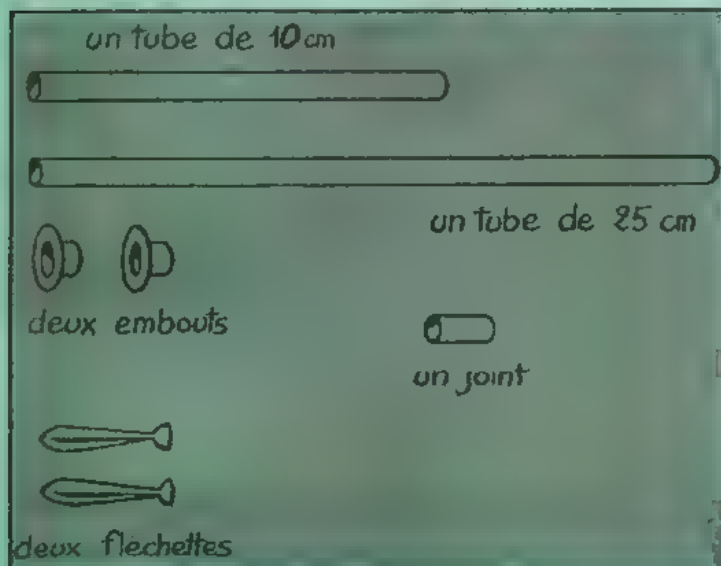 un tube de 10 cm
un tube de 25 cm
deux embouts
un joint
deux flechettes